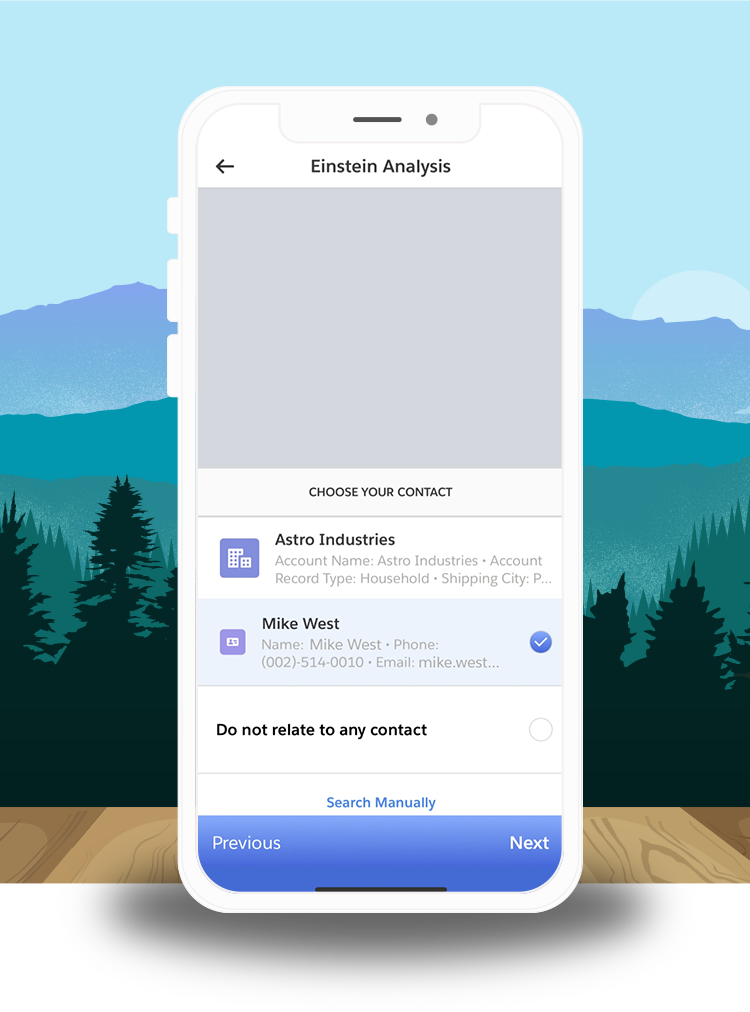 Einstein Analysis
CHOOSE YOUR CONTACT
Astro Industries
Account Name: Astro Industries • Account
Record Type: Household • Shipping City: P...
Mike West
Name: Mike West • Phone:
(002)-514-0010 • Email: mike.west...
Do not relate to any contact
Search Manually
Previous
Next